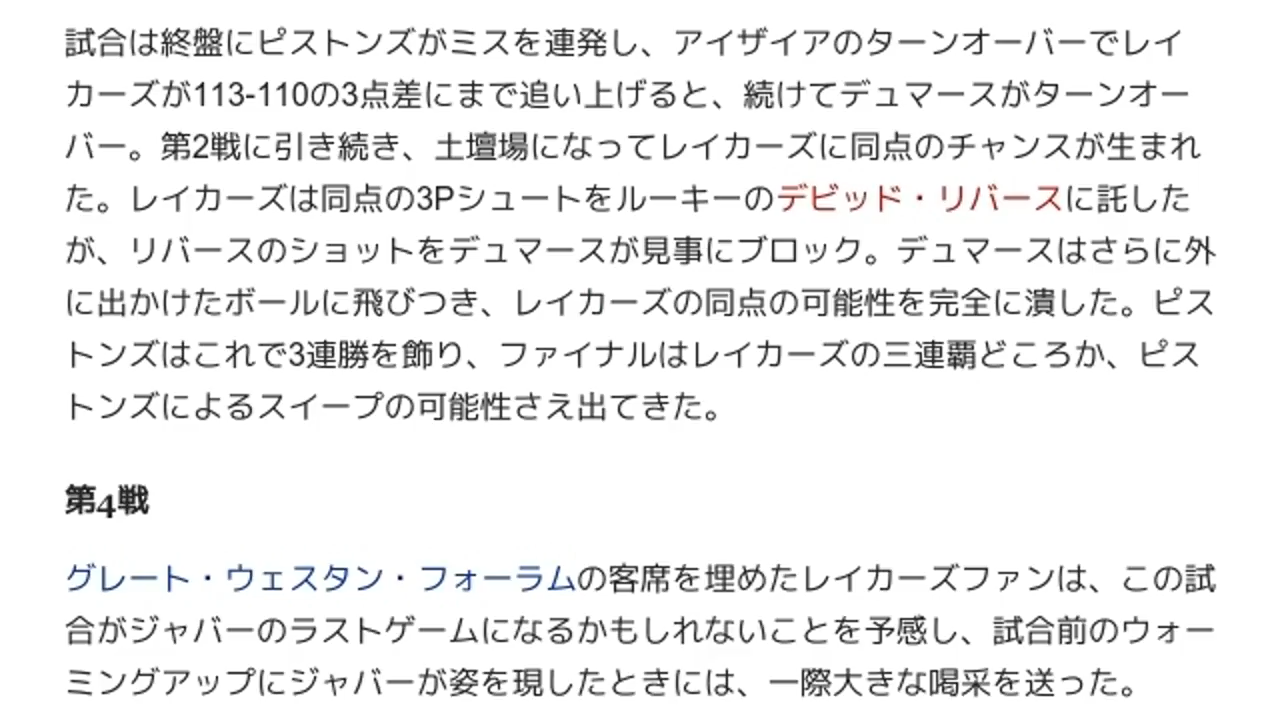 試合は終盤にピストンズがミスを連発し、アイザイアのターンオーバーでレイ
カーズが113-110の3点差にまで追い上げると、続けてデュマースがターンオー
バー。第2戦に引き続き、土壇場になってレイカーズに同点のチャンスが生まれ
た。レイカーズは同点の3Pシュートをルーキーのデビッド・リバースに託した
が、リバースのショットをデュマースが見事にブロック。デュマースはさらに外
に出かけたボールに飛びつき、レイカーズの同点の可能性を完全に潰した。ピス
トンズはこれで3連勝を飾り、ファイナルはレイカーズの三連覇どころか、ピス
トンズによるスイープの可能性さえ出てきた。
第4戦
グレート・ウェスタン・フォーラムの客席を埋めたレイカーズファンは、この試
合がジャバーのラストゲームになるかもしれないことを予感し、試合前のウォー
ミングアップにジャバーが姿を現したときには、一際大きな喝采を送った。